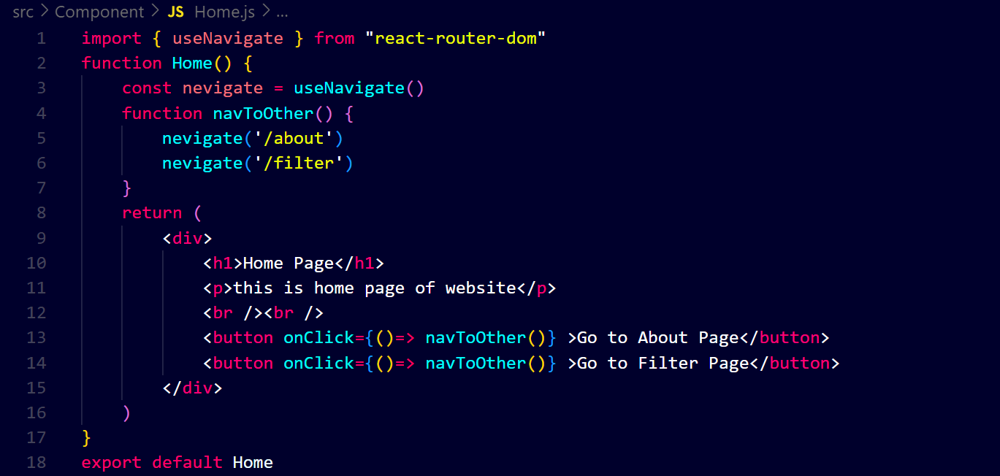 src > Component > JS Home.js > ...
1 import { useNavigate } from "react-router-dom"
2 function Home() {
3     const nevigate = useNavigate()
4     function navToOther() {
5         nevigate('/about')
6         nevigate('/filter')
7     }
8     return (
9         <div>
10             <h1>Home Page</h1>
11             <p>this is home page of website</p>
12             <br /><br />
13             <button onClick={()=> navToOther()} >Go to About Page</button>
14             <button onClick={()=> navToOther()} >Go to Filter Page</button>
15         </div>
16     )
17 }
18 export default Home